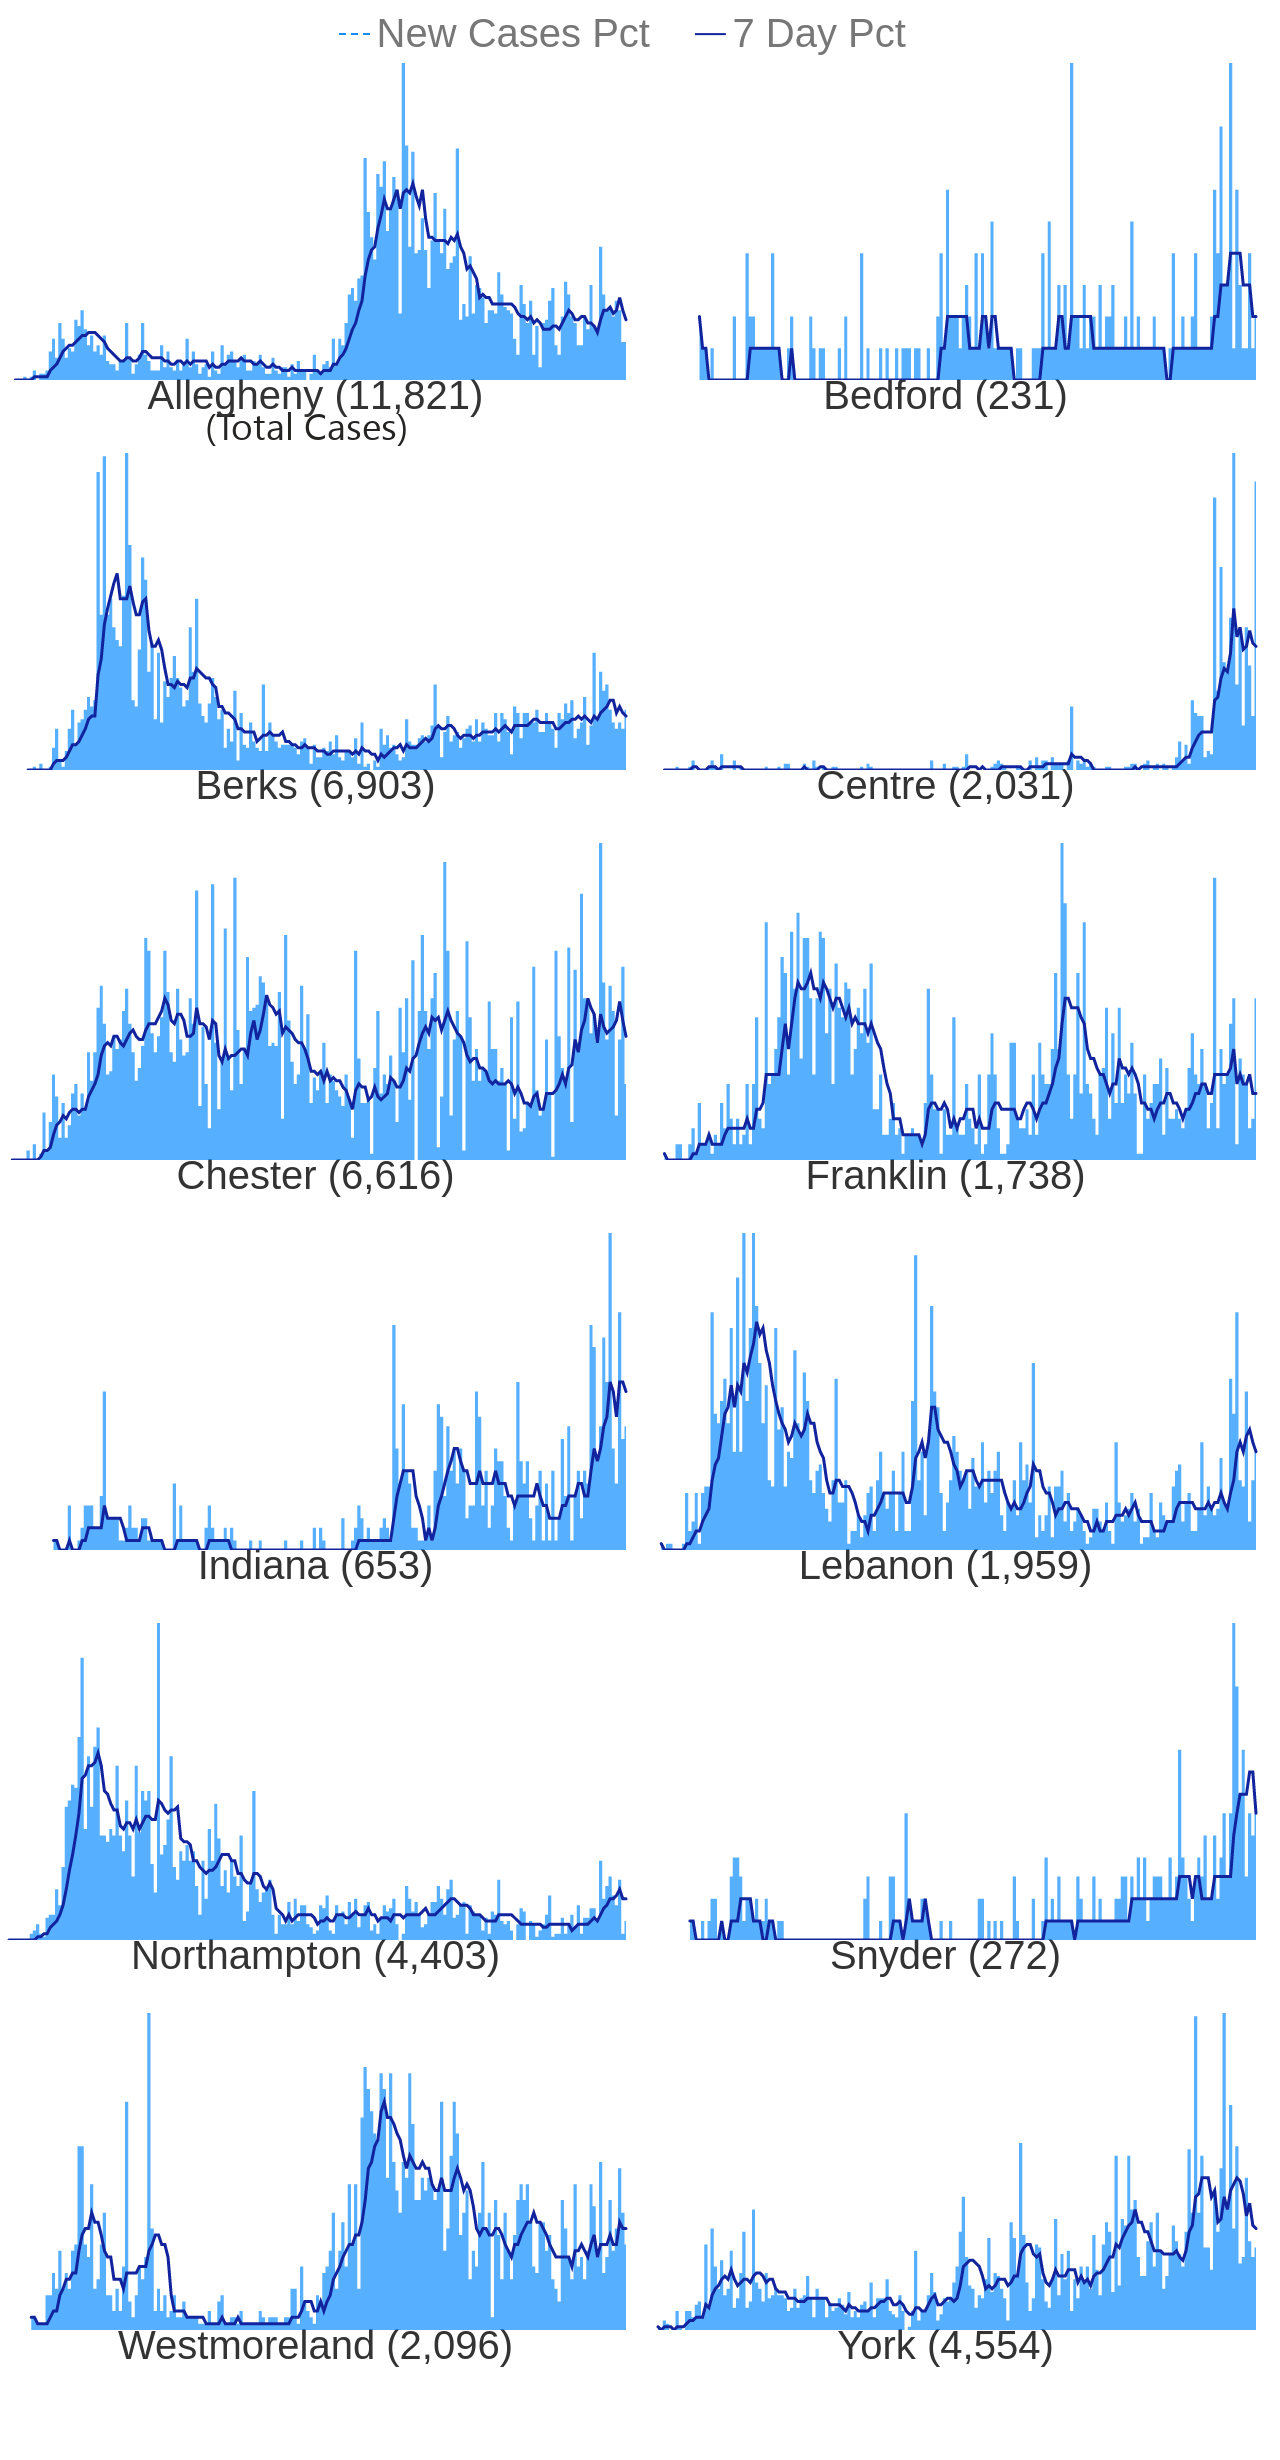 New Cases Pct 7 Day Pct
Allegheny (11,821) Bedford (231)
(Total Cases)
Berks (6,903) Centre (2,031)
Chester (6,616) Franklin (1,738)
Indiana (653) Lebanon (1,959)
Northampton (4,403) Snyder (272)
Westmoreland (2,096) York (4,554)